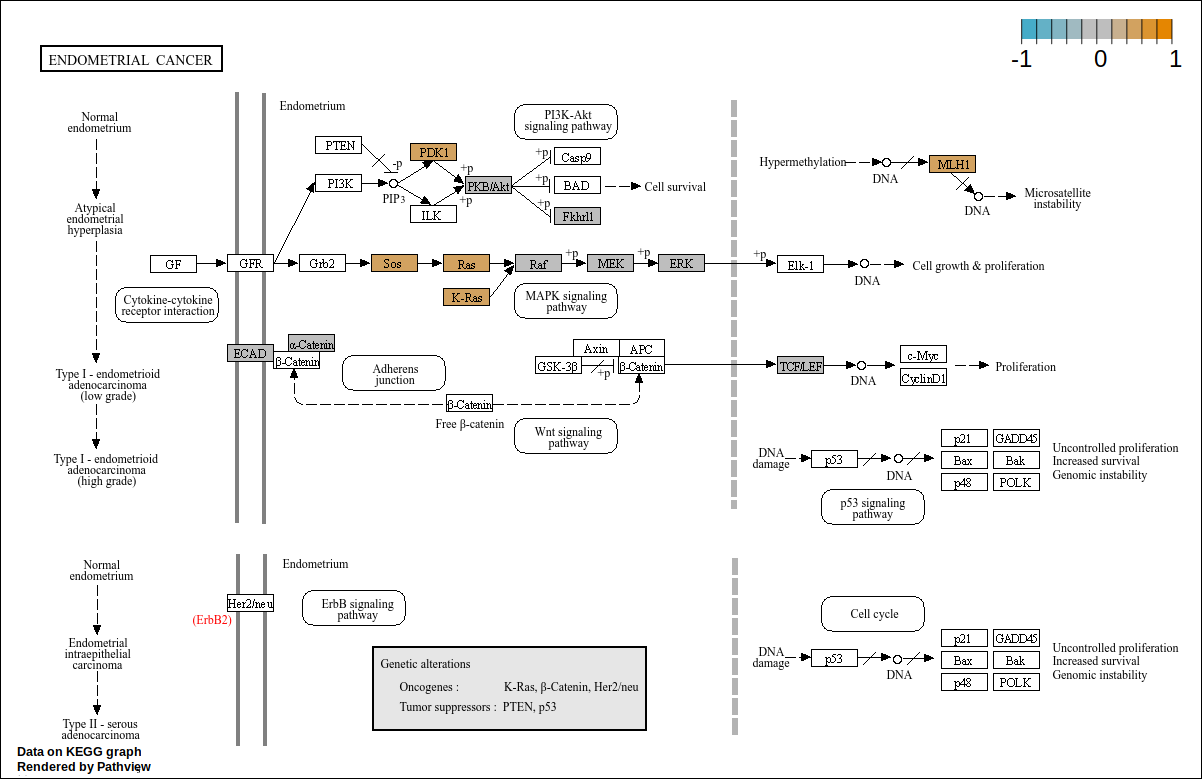 ENDOMETRIAL CANCER
-1 0 1
Normal
endometrium
Atypical
endometrial
hyperplasia
Type I - endometrioid
adenocarcinoma
(low grade)
Type I - endometrioid
adenocarcinoma
(high grade)
Endometrium
PI3K-Akt
signaling pathway
PTEN
PDK1
-p
+p
+p
Casp9
PI3K
PIP3
PKB/Akt
+p
BAD
Cell survival
ILK
+p
+p
Fkhrl1
Hypermethylation
DNA
MLH1
DNA
Microsatellite
instability
GF
GFR
Grb2
Sos
Ras
Raf
+p
MEK
+p
ERK
+p
Elk-1
DNA
Cell growth & proliferation
K-Ras
Cytokine-cytokine
receptor interaction
MAPK signaling
pathway
ECAD
α-Catenin
β-Catenin
Adherens
junction
Axin
APC
GSK-3β
+p
β-Catenin
TCF/LEF
DNA
c-Myc
CyclinD1
Proliferation
β-Catenin
Free β-catenin
Wnt signaling
pathway
DNA
damage
p53
DNA
p21
GADD45
Bax
Bak
p48
POLK
Uncontrolled proliferation
Increased survival
Genomic instability
p53 signaling
pathway
Normal
endometrium
Endometrial
intraepithelial
carcinoma
Type II - serous
adenocarcinoma
Endometrium
Her2/neu
(ErbB2)
ErbB signaling
pathway
Cell cycle
DNA
damage
p53
DNA
p21
GADD45
Bax
Bak
p48
POLK
Uncontrolled proliferation
Increased survival
Genomic instability
Genetic alterations
Oncogenes : K-Ras, β-Catenin, Her2/neu
Tumor suppressors : PTEN, p53
Data on KEGG graph
Rendered by Pathview